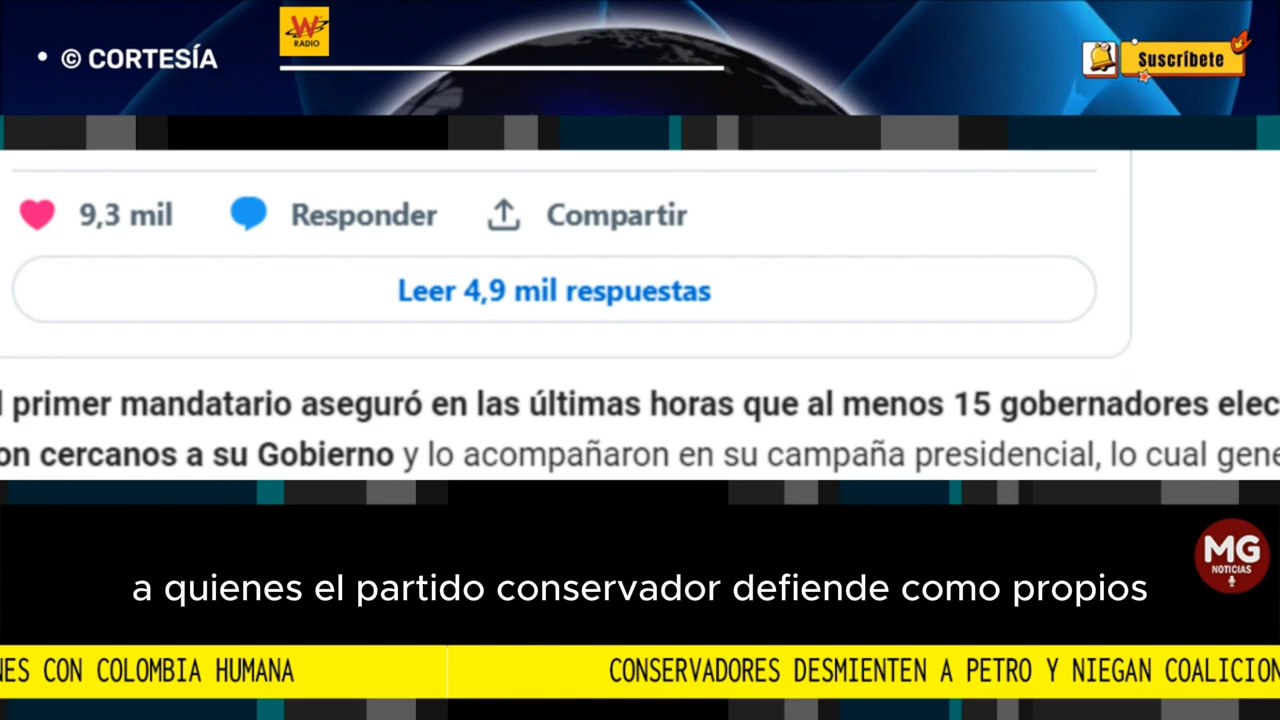 • © CORTESÍA
W
RADIO
Suscríbete
9,3 mil
Responder
Compartir
Leer 4,9 mil respuestas
primer mandatario aseguró en las últimas horas que al menos 15 gobernadores elec
on cercanos a su Gobierno y lo acompañaron en su campaña presidencial, lo cual gene
MG
NOTICIAS
a quienes el partido conservador defiende como propios
NES CON COLOMBIA HUMANA
CONSERVADORES DESMIENTEN A PETRO Y NIEGAN COALICION